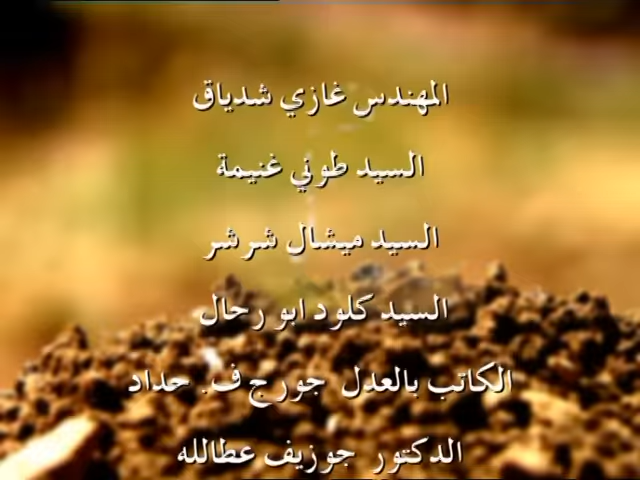 المهندس غازي شدياق
السيد طوني غنيمة
السيد ميشال شرشر
السيد كلود ابو رحال
الكاتب بالعدل جورج ف. حداد
الدكتور جوزيف عطالله